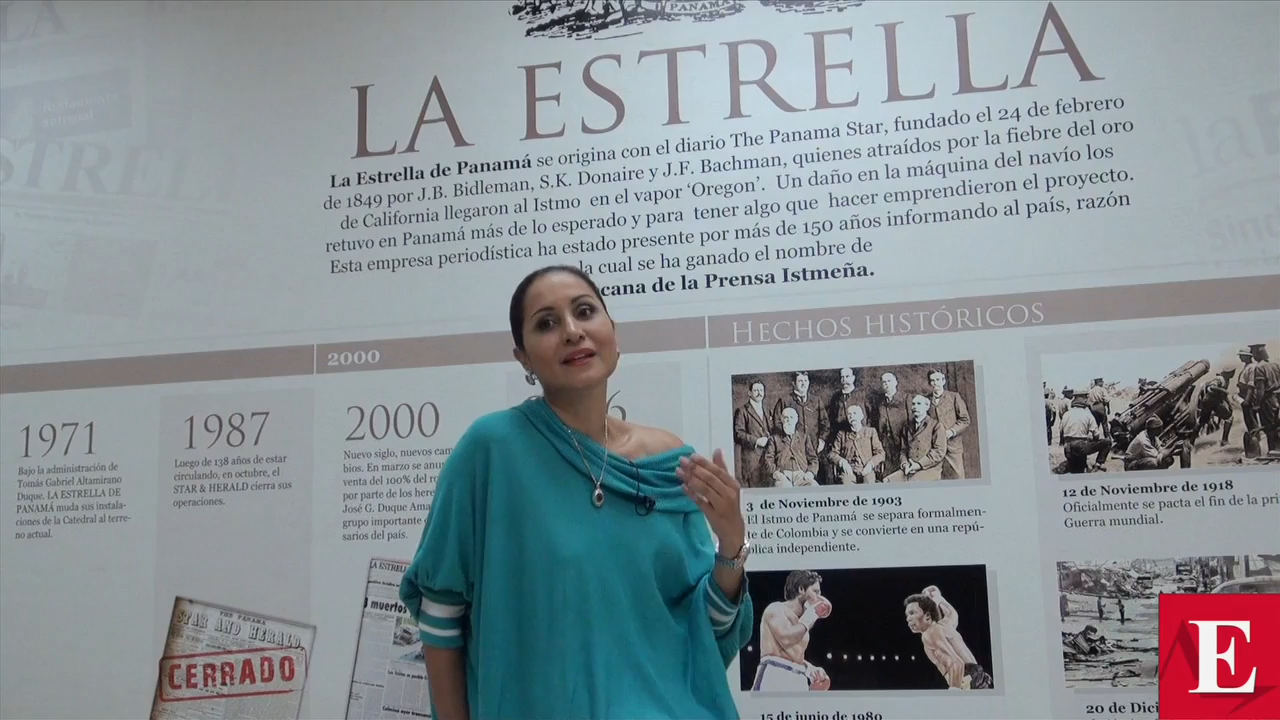 PANAMA
LA ESTRELLA
La Estrella de Panamá se origina con el diario The Panama Star, fundado el 24 de febrero
de 1849 por J.B. Bidleman, S.K. Donaire y J.F. Bachman, quienes atraídos por la fiebre del oro
de California llegaron al Istmo en el vapor ‘Oregon’. Un daño en la máquina del navío los
retuvo en Panamá más de lo esperado y para tener algo que hacer emprendieron el proyecto.
Esta empresa periodística ha estado presente por más de 150 años informando al país, razón
la cual se ha ganado el nombre de
cana de la Prensa Istmeña.
2000
HECHOS HISTÓRICOS
1971
Bajo la administración de
Tomás Gabriel Altamirano
Duque. LA ESTRELLA DE
PANAMÁ muda sus instala-
ciones de la Catedral al terre-
no actual.
1987
Luego de 138 años de estar
circulando, en octubre, el
STAR & HERALD cierra sus
operaciones.
STAR AND HERALD
CERRADO
2000
Nuevo siglo, nuevos cam
bios. En marzo se anu
venta del 100% del
por parte de los here
José G. Duque Ama
grupo importante
sarios del país.
LA ESTRELL
muertos
6
3 de Noviembre de 1903
El Istmo de Panamá se separa formalmen-
te de Colombia y se convierte en una repú-
blica independiente.
12 de Noviembre de 1918
Oficialmente se pacta el fin de la pri
Guerra mundial.
15 de junio de 1980
20 de Dici
E